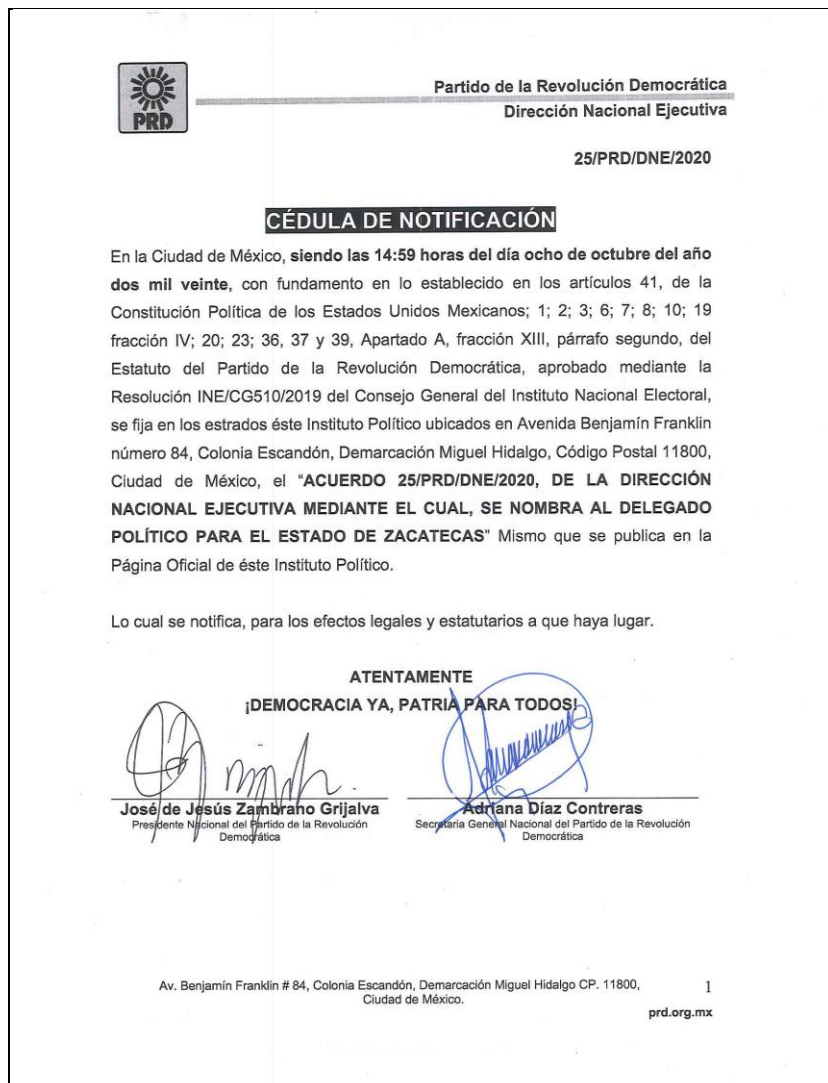 PRD
Partido de la Revolución Democrática
Dirección Nacional Ejecutiva
25/PRD/DNE/2020
CÉDULA DE NOTIFICACIÓN
En la Ciudad de México, siendo las 14:59 horas del día ocho de octubre del año
dos mil veinte, con fundamento en lo establecido en los artículos 41, de la
Constitución Política de los Estados Unidos Mexicanos; 1; 2; 3; 6; 7; 8; 10; 19
fracción IV; 20; 23; 36, 37 y 39, Apartado A, fracción XIII, párrafo segundo, del
Estatuto del Partido de la Revolución Democrática, aprobado mediante la
Resolución INE/CG510/2019 del Consejo General del Instituto Nacional Electoral,
se fija en los estrados éste Instituto Político ubicados en Avenida Benjamín Franklin
número 84, Colonia Escandón, Demarcación Miguel Hidalgo, Código Postal 11800,
Ciudad de México, el “ACUERDO 25/PRD/DNE/2020, DE LA DIRECCIÓN
NACIONAL EJECUTIVA MEDIANTE EL CUAL, SE NOMBRA AL DELEGADO
POLÍTICO PARA EL ESTADO DE ZACATECAS” Mismo que se publica en la
Página Oficial de éste Instituto Político.
Lo cual se notifica, para los efectos legales y estatutarios a que haya lugar.
ATENTAMENTE
¡DEMOCRACIA YA, PATRIA PARA TODOS!
José de Jesús Zambrano Grijalva
Presidente Nacional del Partido de la Revolución
Democrática
Adriana Díaz Contreras
Secretaria General Nacional del Partido de la Revolución
Democrática
Av. Benjamín Franklin # 84, Colonia Escandón, Demarcación Miguel Hidalgo CP. 11800,
Ciudad de México.
1
prd.org.mx